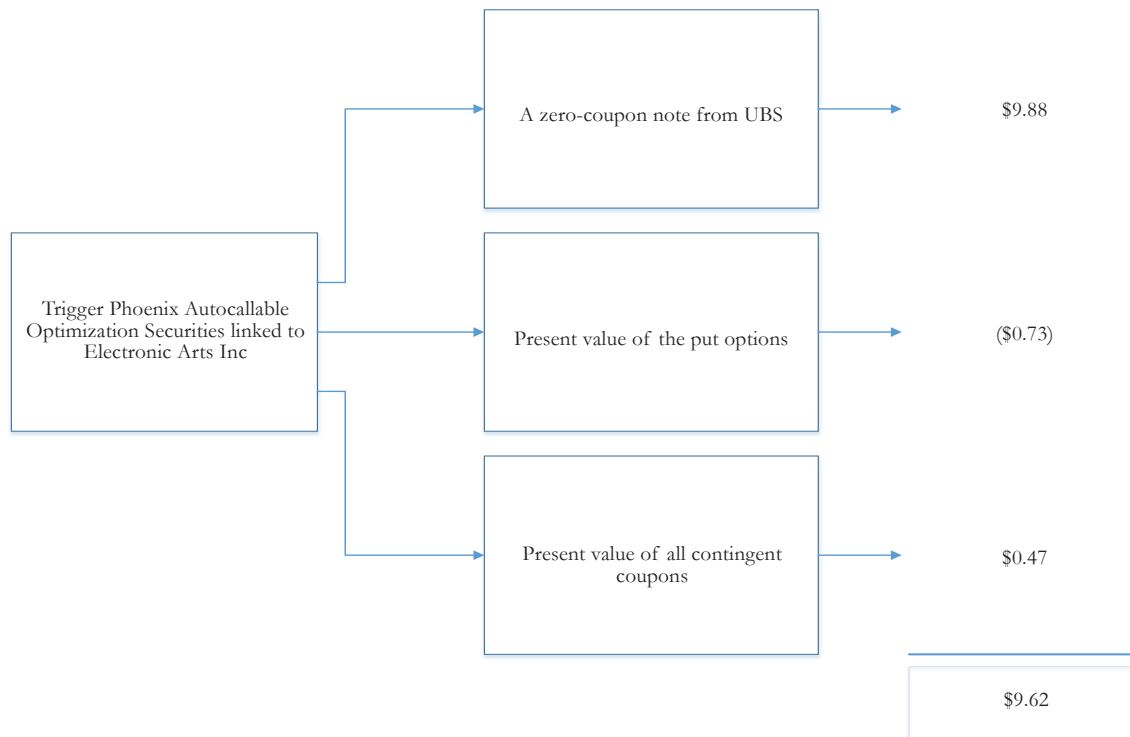 A zero-coupon note from UBS
$9.88
Trigger Phoenix Autocallable
Optimization Securities linked to
Electronic Arts Inc
Present value of the put options
($0.73)
Present value of all contingent
coupons
$0.47
$9.62